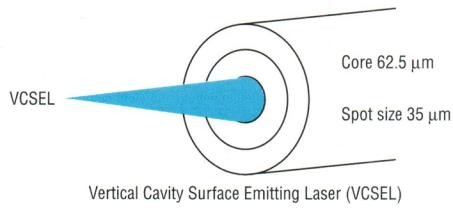 Core 62.5 μm
VCSEL
Spot size 35 μm
Vertical Cavity Surface Emitting Laser (VCSEL)